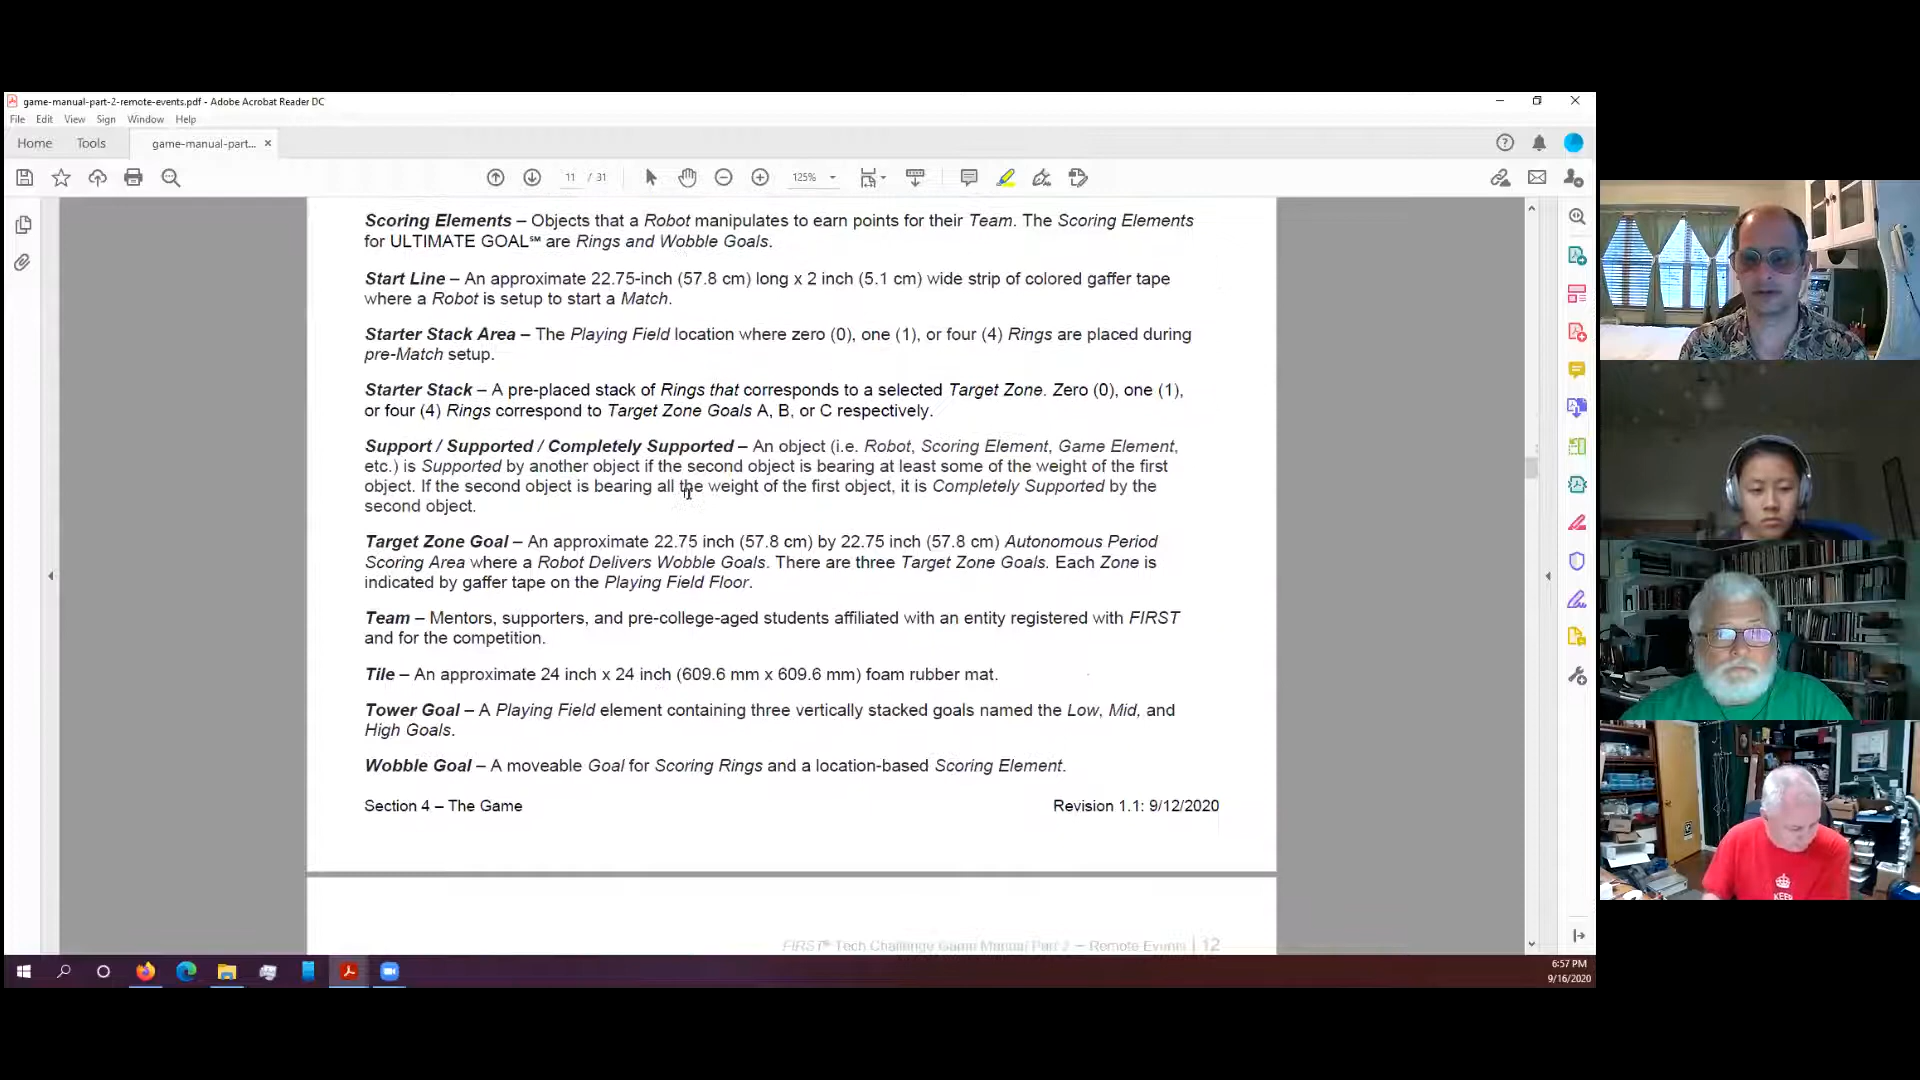 game-manual-part-2-remote-events.pdf - Adobe Acrobat Reader DC
File Edit View Sign Window Help
Home Tools game-manual-part... ×
11 / 31 125%
Scoring Elements – Objects that a Robot manipulates to earn points for their Team. The Scoring Elements
for ULTIMATE GOAL℠ are Rings and Wobble Goals.
Start Line – An approximate 22.75-inch (57.8 cm) long x 2 inch (5.1 cm) wide strip of colored gaffer tape
where a Robot is setup to start a Match.
Starter Stack Area – The Playing Field location where zero (0), one (1), or four (4) Rings are placed during
pre-Match setup.
Starter Stack – A pre-placed stack of Rings that corresponds to a selected Target Zone. Zero (0), one (1),
or four (4) Rings correspond to Target Zone Goals A, B, or C respectively.
Support / Supported / Completely Supported – An object (i.e. Robot, Scoring Element, Game Element,
etc.) is Supported by another object if the second object is bearing at least some of the weight of the first
object. If the second object is bearing all the weight of the first object, it is Completely Supported by the
second object.
Target Zone Goal – An approximate 22.75 inch (57.8 cm) by 22.75 inch (57.8 cm) Autonomous Period
Scoring Area where a Robot Delivers Wobble Goals. There are three Target Zone Goals. Each Zone is
indicated by gaffer tape on the Playing Field Floor.
Team – Mentors, supporters, and pre-college-aged students affiliated with an entity registered with FIRST
and for the competition.
Tile – An approximate 24 inch x 24 inch (609.6 mm x 609.6 mm) foam rubber mat.
Tower Goal – A Playing Field element containing three vertically stacked goals named the Low, Mid, and
High Goals.
Wobble Goal – A moveable Goal for Scoring Rings and a location-based Scoring Element.
Section 4 – The Game Revision 1.1: 9/12/2020
FIRST® Tech Challenge Game Manual Part 2 – Remote Events | 12
6:57 PM
9/16/2020
KEEP